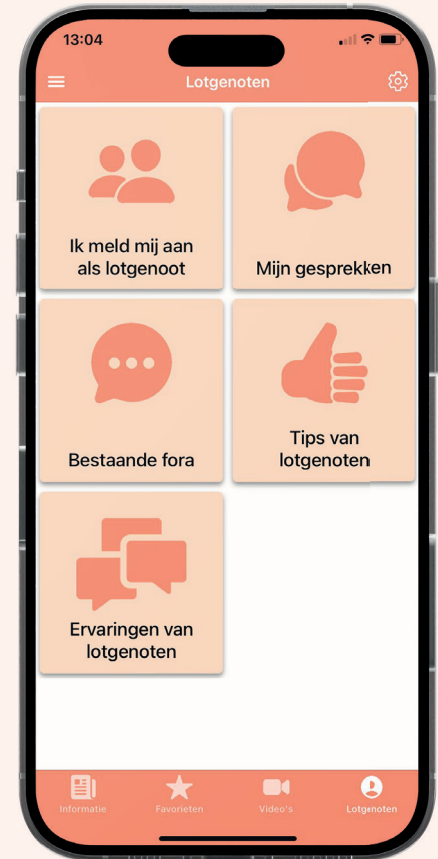 13:04
Lotgenoten
Ik meld mij aan
als lotgenoot
Mijn gesprekken
Bestaande fora
Tips van
lotgenoten
Ervaringen van
lotgenoten
Informatie
Favorieten
Video's
Lotgenoten